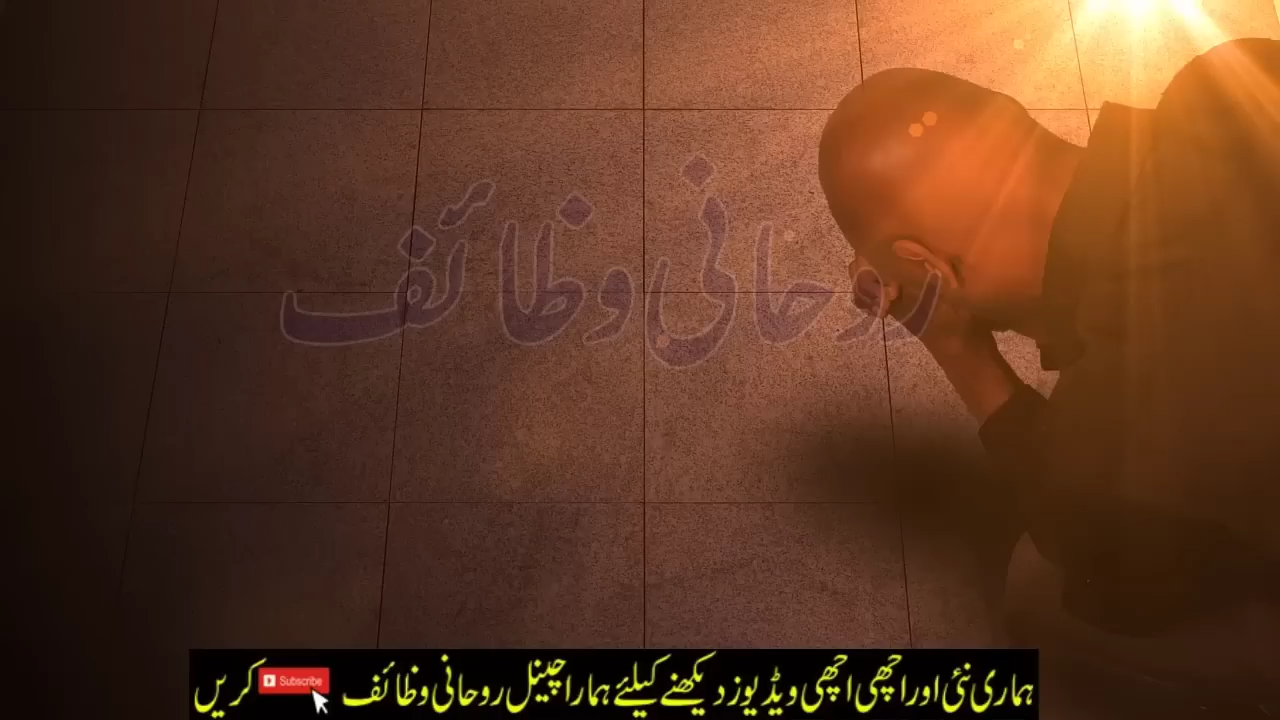 روحانی وظائف
ہماری نئی اور اچھی اچھی ویڈیوز دیکھنے کیلئے ہمارا چینل روحانی وظائف Subscribe کریں